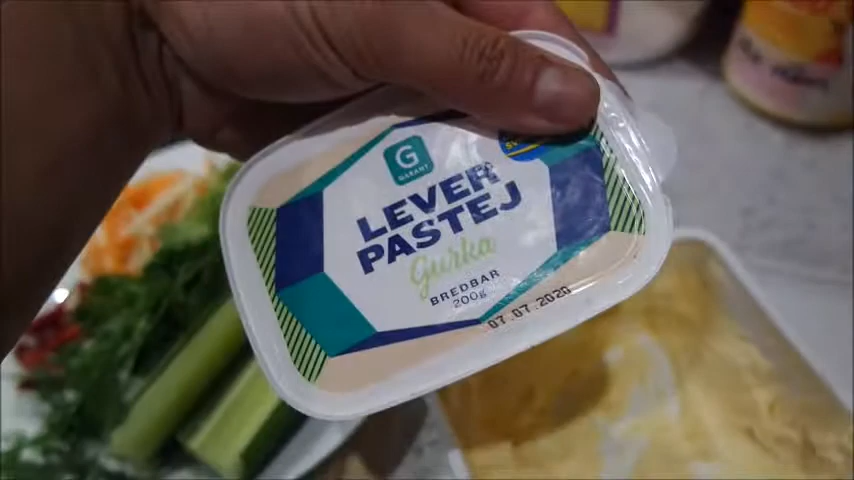 G
GARANT
LEVER
PASTEJ
Gurka
BREDBAR
200g
07.07.2020